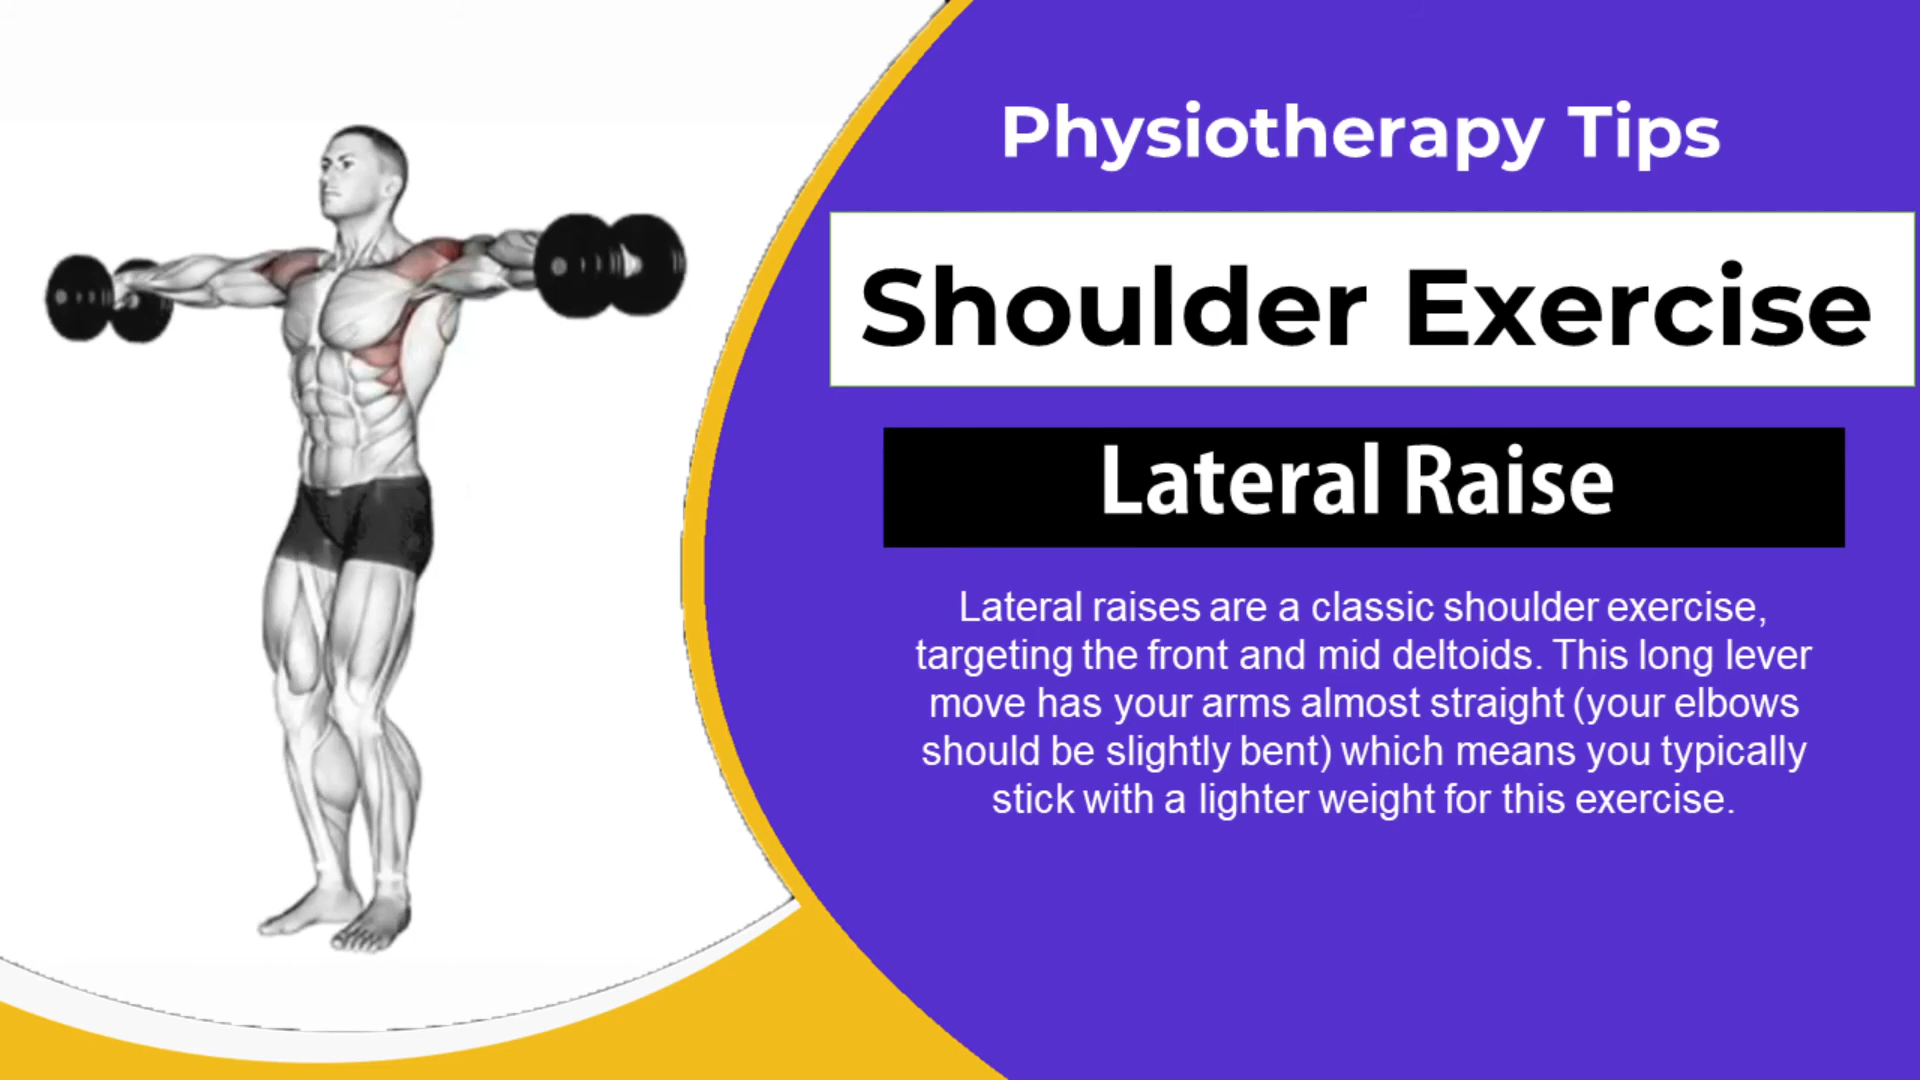 Physiotherapy Tips
Shoulder Exercise
Lateral Raise
Lateral raises are a classic shoulder exercise,
targeting the front and mid deltoids. This long lever
move has your arms almost straight (your elbows
should be slightly bent) which means you typically
stick with a lighter weight for this exercise.